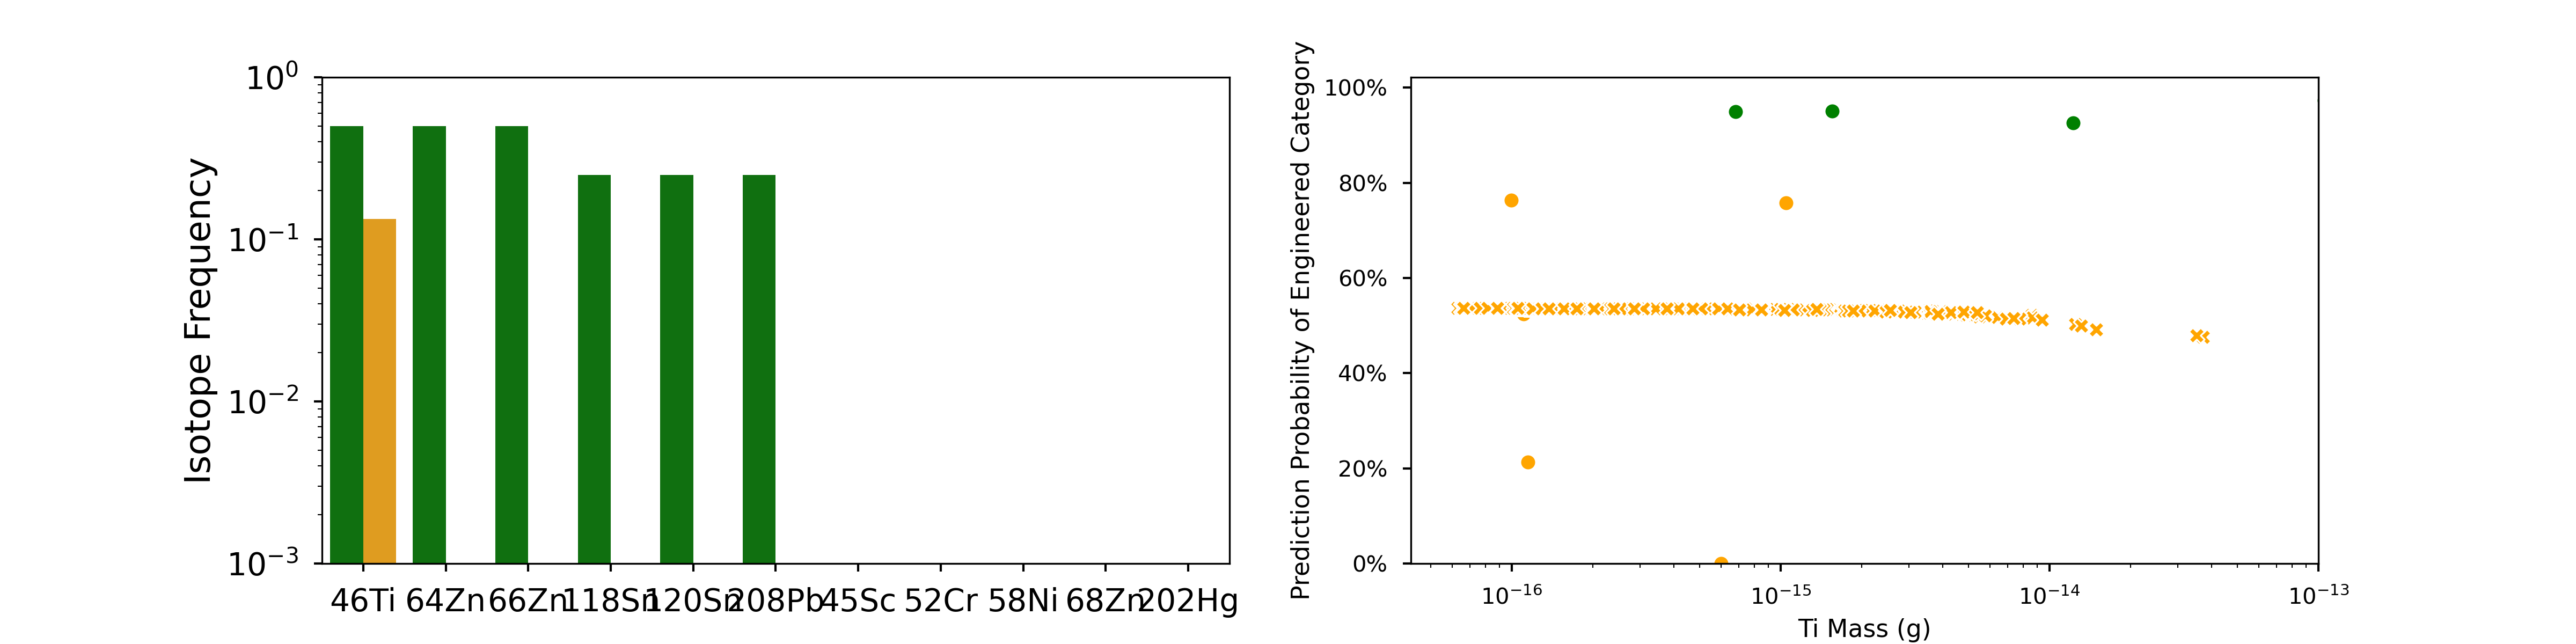 Isotope Frequency
10⁰
10⁻¹
10⁻²
10⁻³
46Ti 64Zn 66Zn 118Sn 120Sn 208Pb 45Sc 52Cr 58Ni 68Zn 202Hg
Prediction Probability of Engineered Category
100%
80%
60%
40%
20%
0%
10⁻¹⁶ 10⁻¹⁵ 10⁻¹⁴ 10⁻¹³
Ti Mass (g)